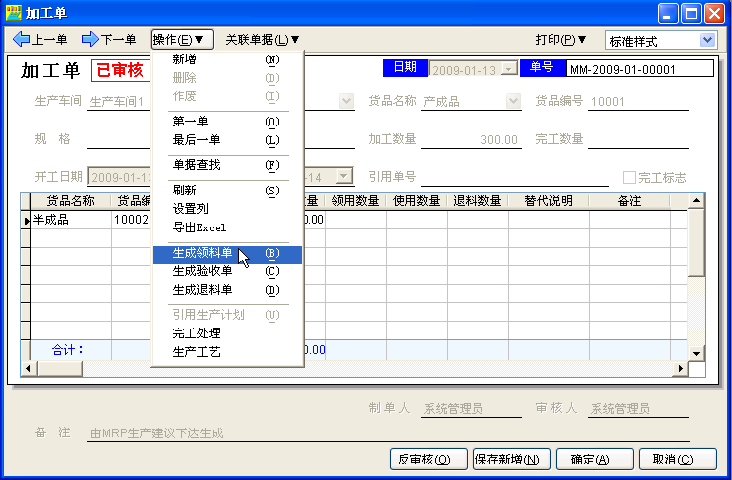 加工单
上一单 下一单 操作(E)▼ 关联单据(L)▼ 打印(P)▼ 标准样式
加工单 已审核 日期 2009-01-13 单号 MM-2009-01-00001
生产车间 生产车间1 货品名称 产成品 货品编号 10001
规 格 加工数量 300.00 完工数量
开工日期 2009-01-13 -14 引用单号 完工标志
货品名称 货品编 数量 领用数量 使用数量 退料数量 替代说明 备注
半成品 10002 0.00
合计： 0.00
新增 (N)
删除 (D)
作废 (I)
第一单
最后一单 (L)
单据查找 (F)
刷新 (S)
设置列
导出Excel
生成领料单 (B)
生成验收单 (C)
生成退料单
引用生产计划 (U)
完工处理
生产工艺
制单人 系统管理员 审核人 系统管理员
备 注 由MRP生产建议下达生成
反审核(O) 保存新增(N) 确定(A) 取消(C)